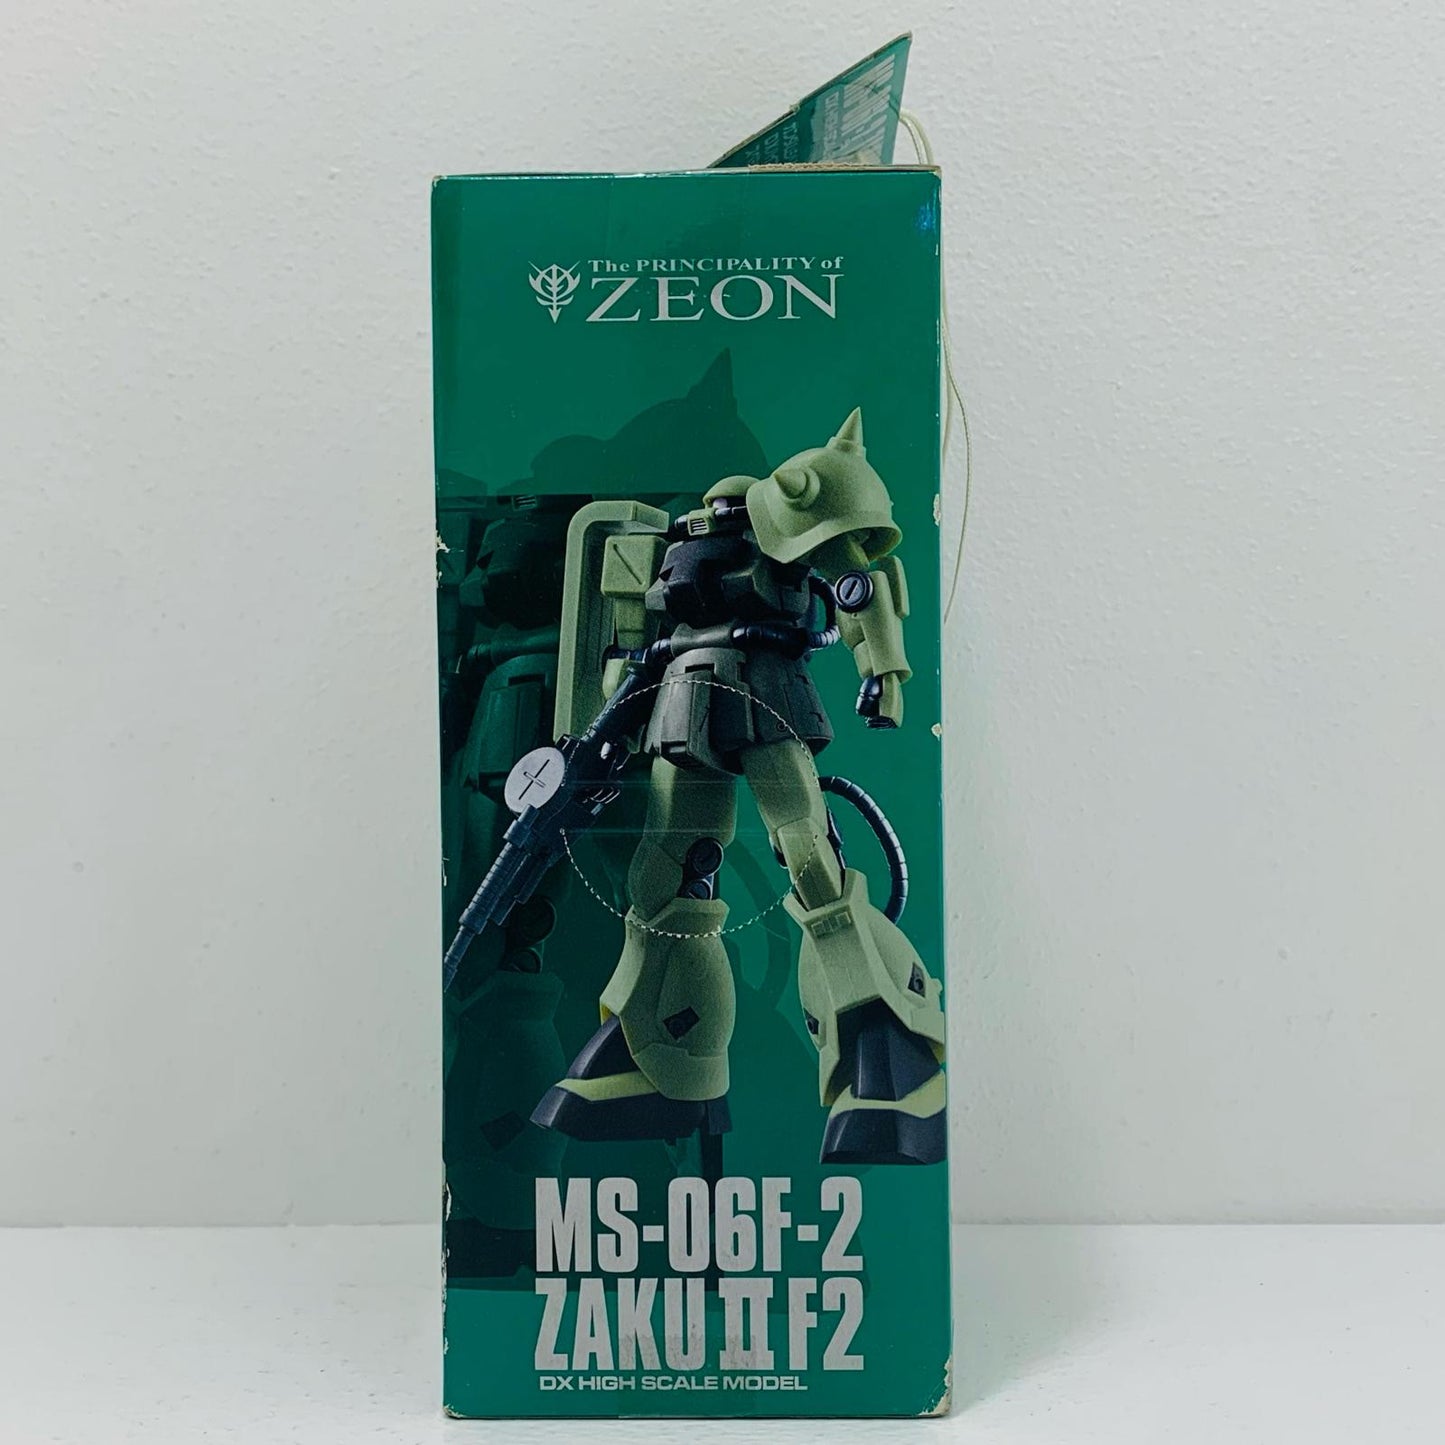 The PRINCIPALITY of
ZEON
MS-06F-2
ZAKU II F2
DX HIGH SCALE MODEL